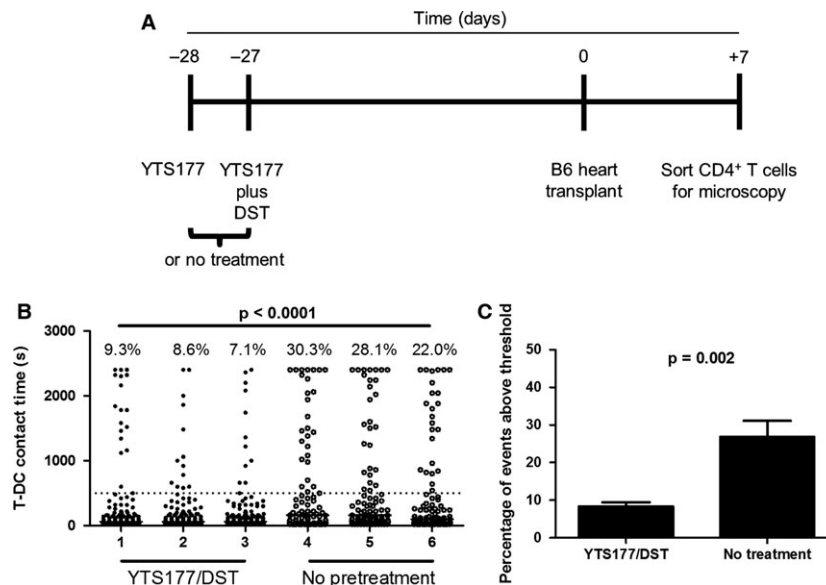 A
Time (days)
–28 –27 0 +7
YTS177 YTS177 B6 heart Sort CD4+ T cells
plus transplant for microscopy
DST
or no treatment
B
p < 0.0001
9.3% 8.6% 7.1% 30.3% 28.1% 22.0%
T-DC contact time (s)
3000
2000
1000
0
1 2 3 4 5 6
YTS177/DST No pretreatment
C
p = 0.002
Percentage of events above threshold
50
40
30
20
10
0
YTS177/DST No treatment